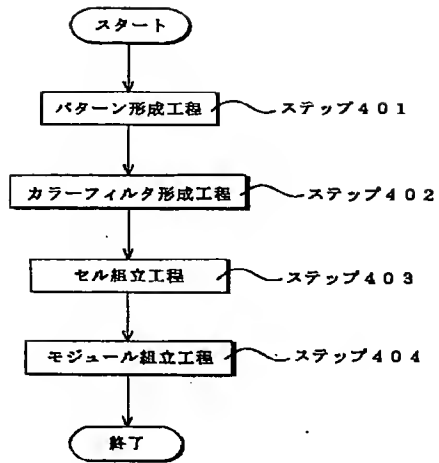 スタート
パターン形成工程 ステップ401
カラーフィルタ形成工程 ステップ402
セル組立工程 ステップ403
モジュール組立工程 ステップ404
終了